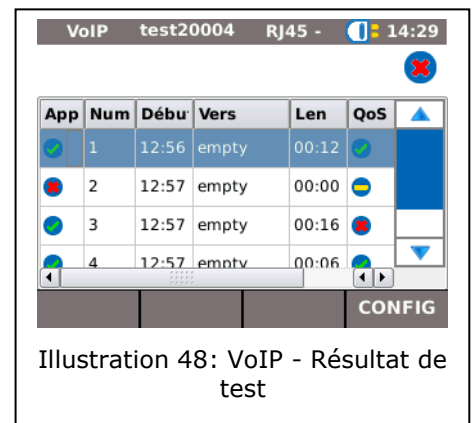 VoIP test20004 RJ45 - 14:29
App Num Débu Vers Len QoS
1 12:56 empty 00:12
2 12:57 empty 00:00
3 12:57 empty 00:16
4 12:57 empty 00:06
CONFIG
Illustration 48: VoIP - Résultat de
test